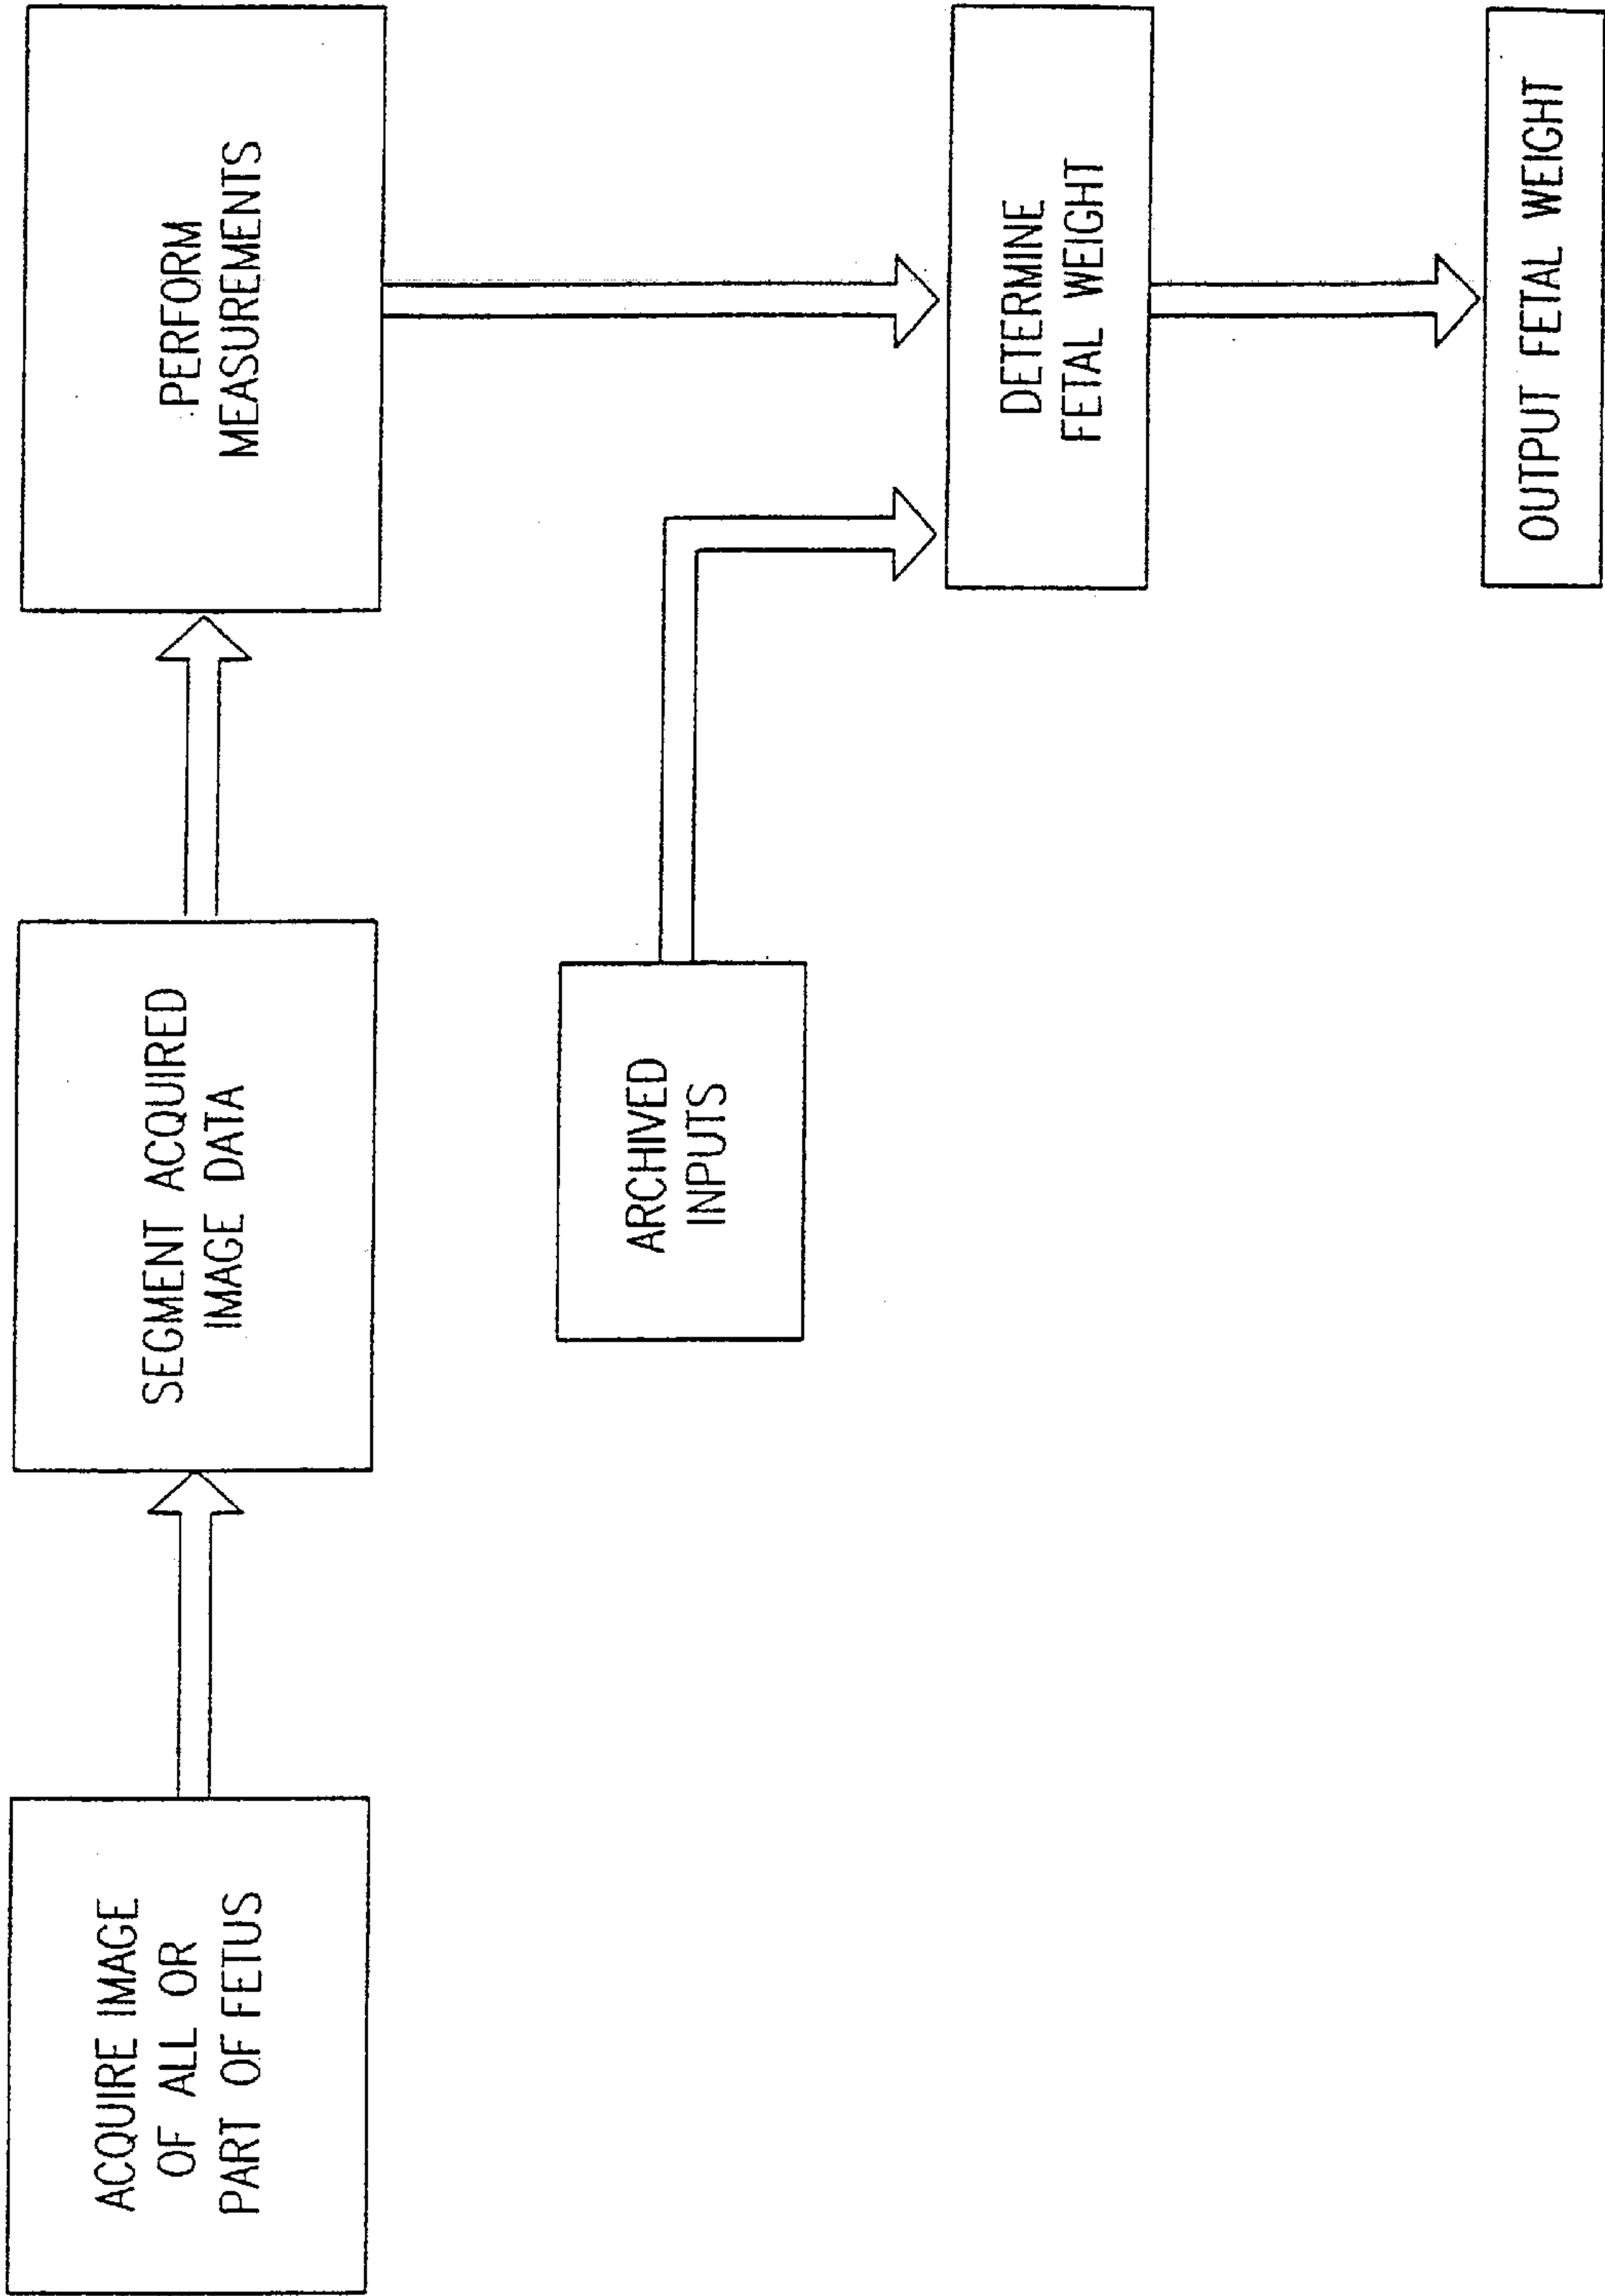 ACQUIRE IMAGE
OF ALL OR
PART OF FETUS
SEGMENT ACQUIRED
IMAGE DATA
PERFORM
MEASUREMENTS
ARCHIVED
INPUTS
DETERMINE
FETAL WEIGHT
OUTPUT FETAL WEIGHT